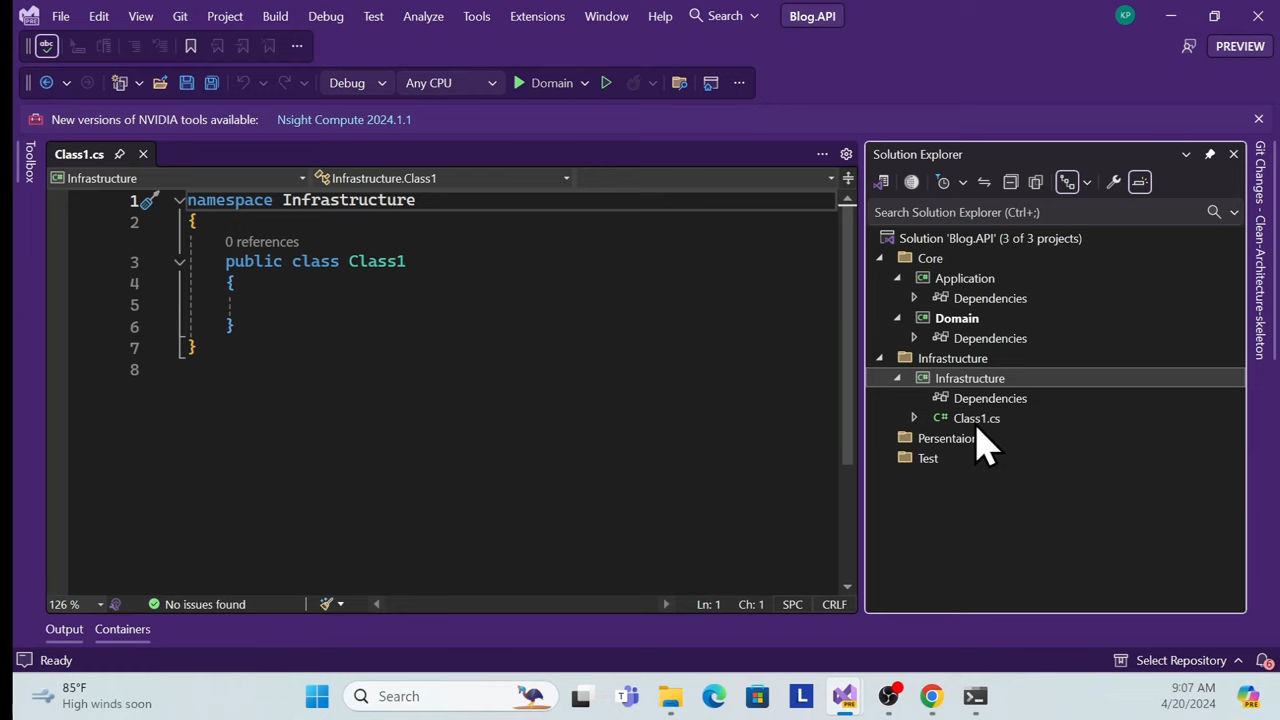 File Edit View Git Project Build Debug Test Analyze Tools Extensions Window Help Search Blog.API KP
abc PREVIEW
Debug Any CPU Domain
New versions of NVIDIA tools available: Nsight Compute 2024.1.1
Toolbox
Class1.cs
Infrastructure Infrastructure.Class1
1 namespace Infrastructure
2 {
0 references
3 public class Class1
4 {
5
6 }
7 }
8
126 % No issues found Ln: 1 Ch: 1 SPC CRLF
Solution Explorer
Search Solution Explorer (Ctrl+;)
Solution 'Blog.API' (3 of 3 projects)
Core
C# Application
Dependencies
C# Domain
Dependencies
Infrastructure
C# Infrastructure
Dependencies
C# Class1.cs
Persentaion
Test
Git Changes - Clean-Architecture-skeleton
Output Containers
Ready Select Repository 6
85°F
High winds soon
Search
L
PRE
9:07 AM
4/20/2024
PRE